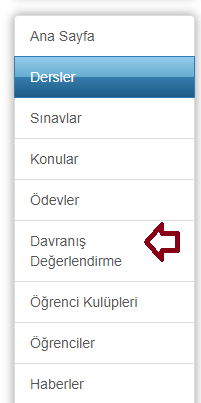 Ana Sayfa
Dersler
Sınavlar
Konular
Ödevler
Davranış
Değerlendirme
Öğrenci Kulüpleri
Öğrenciler
Haberler